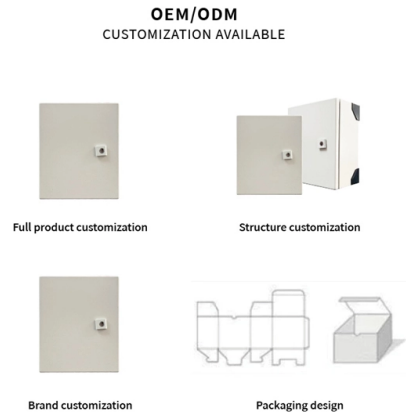 OEM/ODM
CUSTOMIZATION AVAILABLE
Full product customization
Structure customization
Brand customization
Packaging design